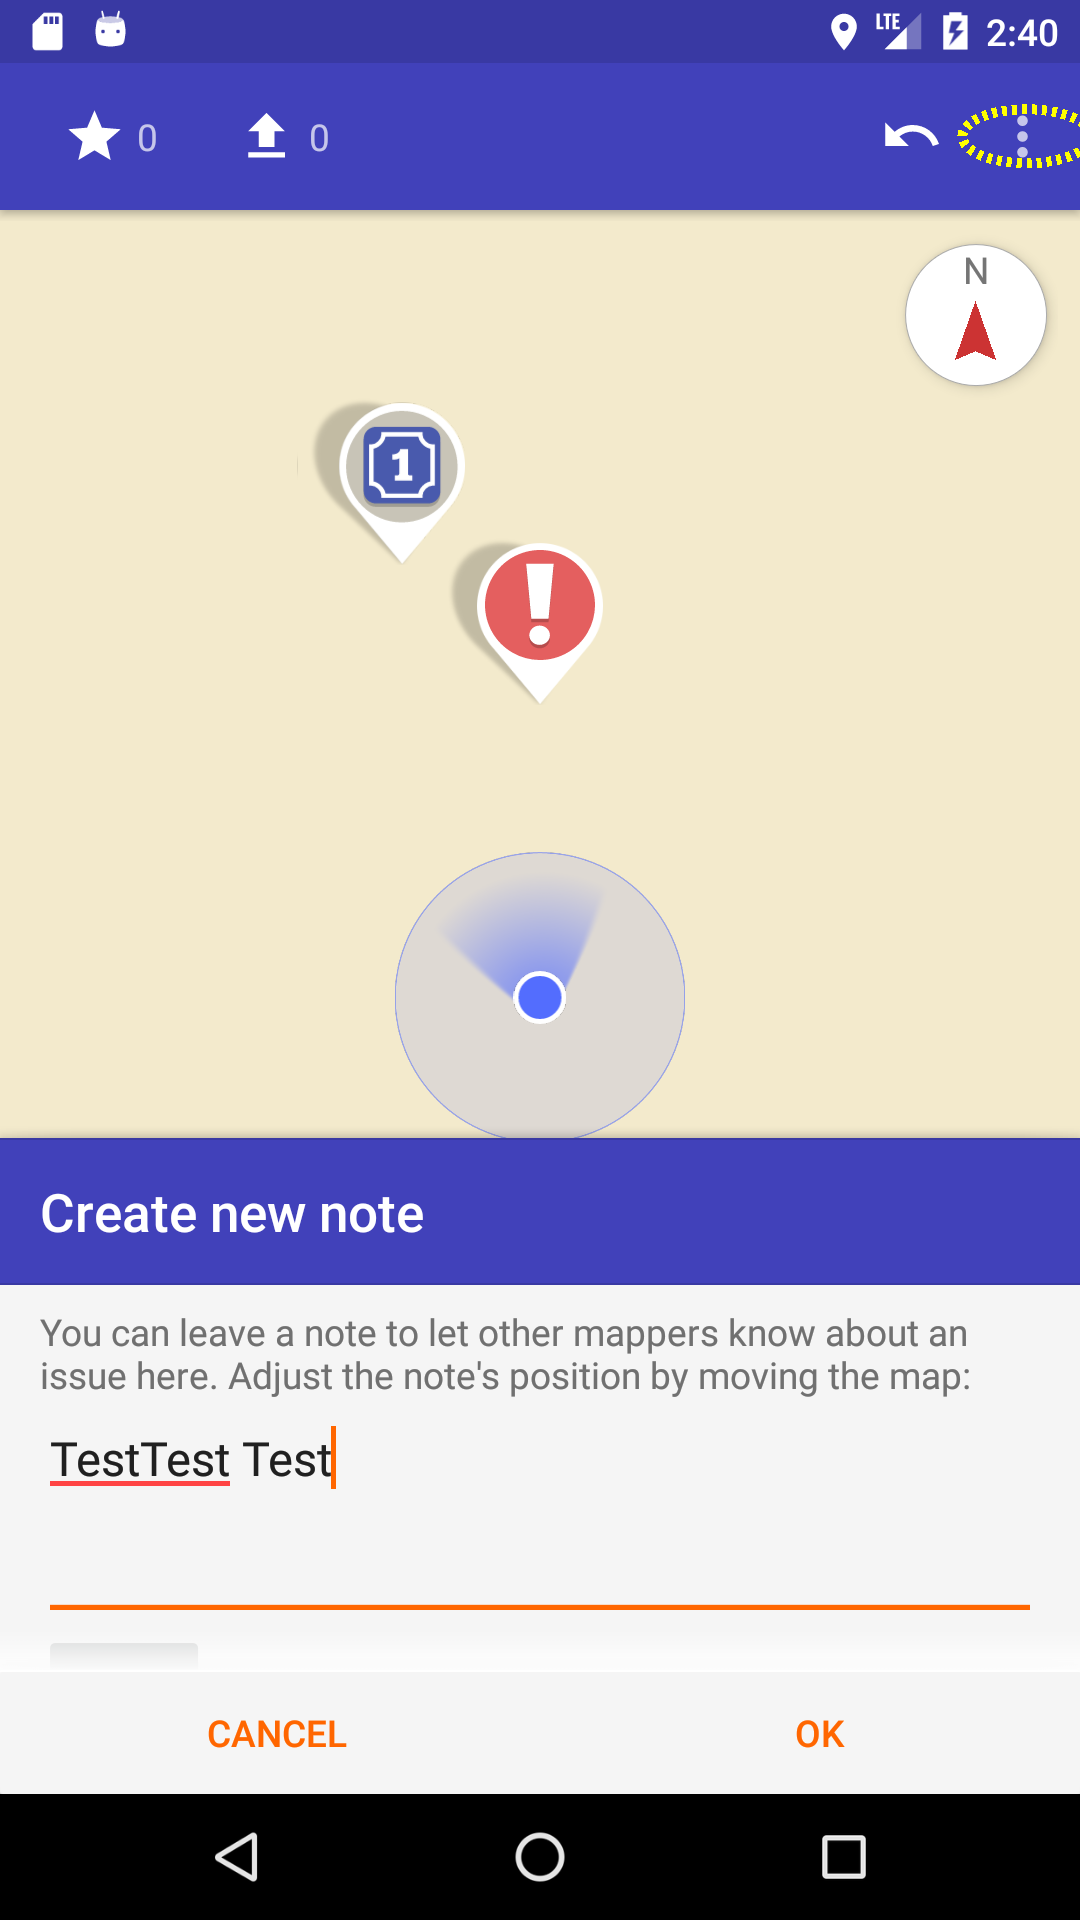 LTE 2:40
0 0
N
1
!
Create new note
You can leave a note to let other mappers know about an
issue here. Adjust the note's position by moving the map:
TestTest Test
CANCEL OK